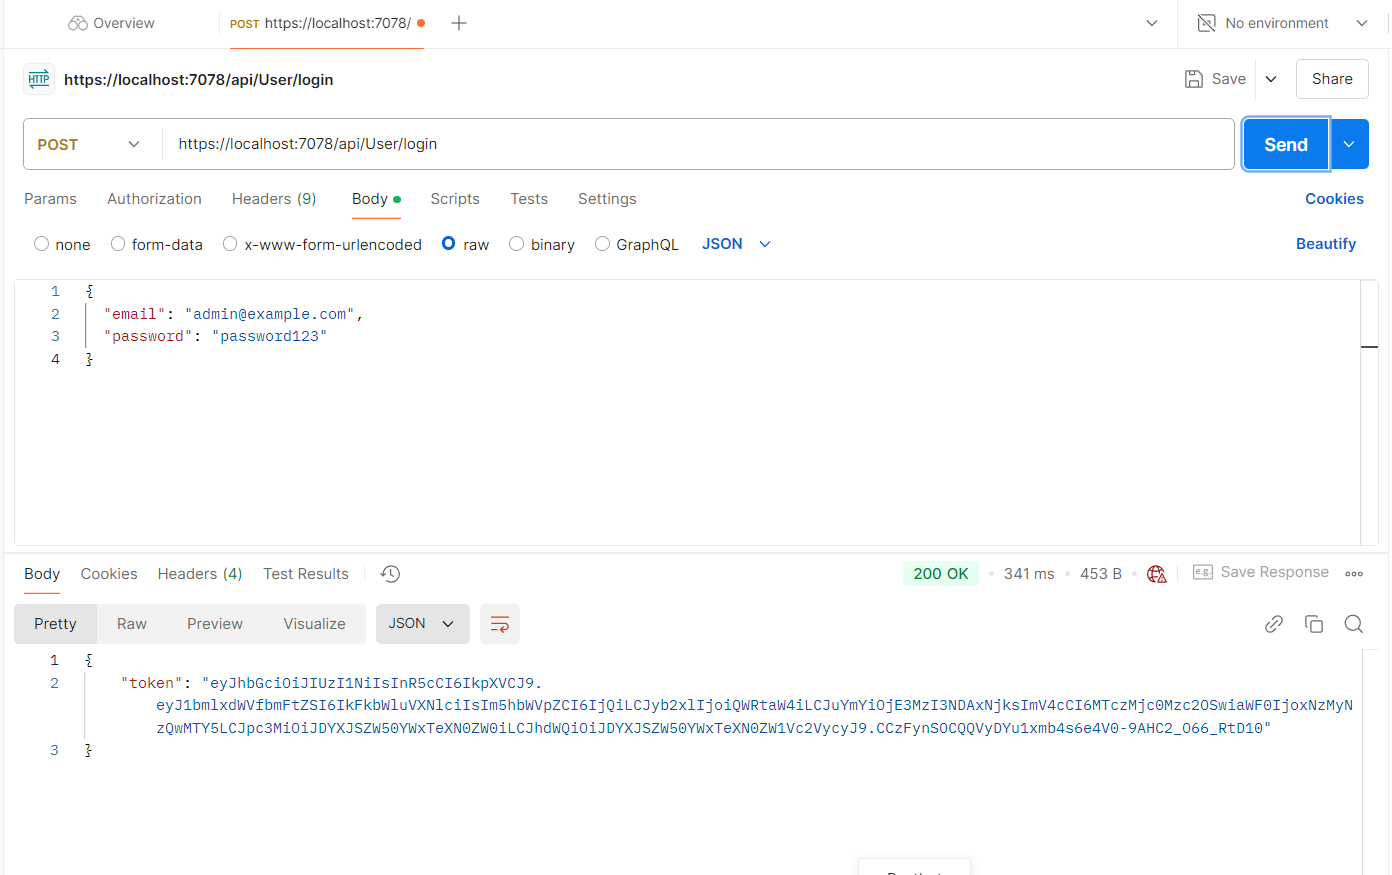 Overview
POST https://localhost:7078/
No environment
HTTP https://localhost:7078/api/User/login
Save
Share
POST https://localhost:7078/api/User/login
Send
Params Authorization Headers (9) Body Scripts Tests Settings Cookies
none form-data x-www-form-urlencoded raw binary GraphQL JSON Beautify
1 {
2 "email": "admin@example.com",
3 "password": "password123"
4 }
Body Cookies Headers (4) Test Results 200 OK 341 ms 453 B e.g. Save Response
Pretty Raw Preview Visualize JSON
1 {
2 "token": "eyJhbGciOiJIUzI1NiIsInR5cCI6IkpXVCJ9.
eyJ1bmlxdWVfbmFtZSI6IkFkbWluVXNlciIsIm5hbWVpZCI6IjQiLCJyb2xlIjoiQWRtaW4iLCJuYmYiOjE3MzI3NDAxNjksImV4cCI6MTczMjc0Mzc2OSwiaWF0IjoxNzMyN
zQwMTY5LCJpc3MiOiJDYXJSZW50YWxTeXN0ZW0iLCJhdWQiOiJDYXJSZW50YWxTeXN0ZW1Vc2VycyJ9.CCzFynSOCQQVyDYu1xmb4s6e4V0-9AHC2_O66_RtD10"
3 }